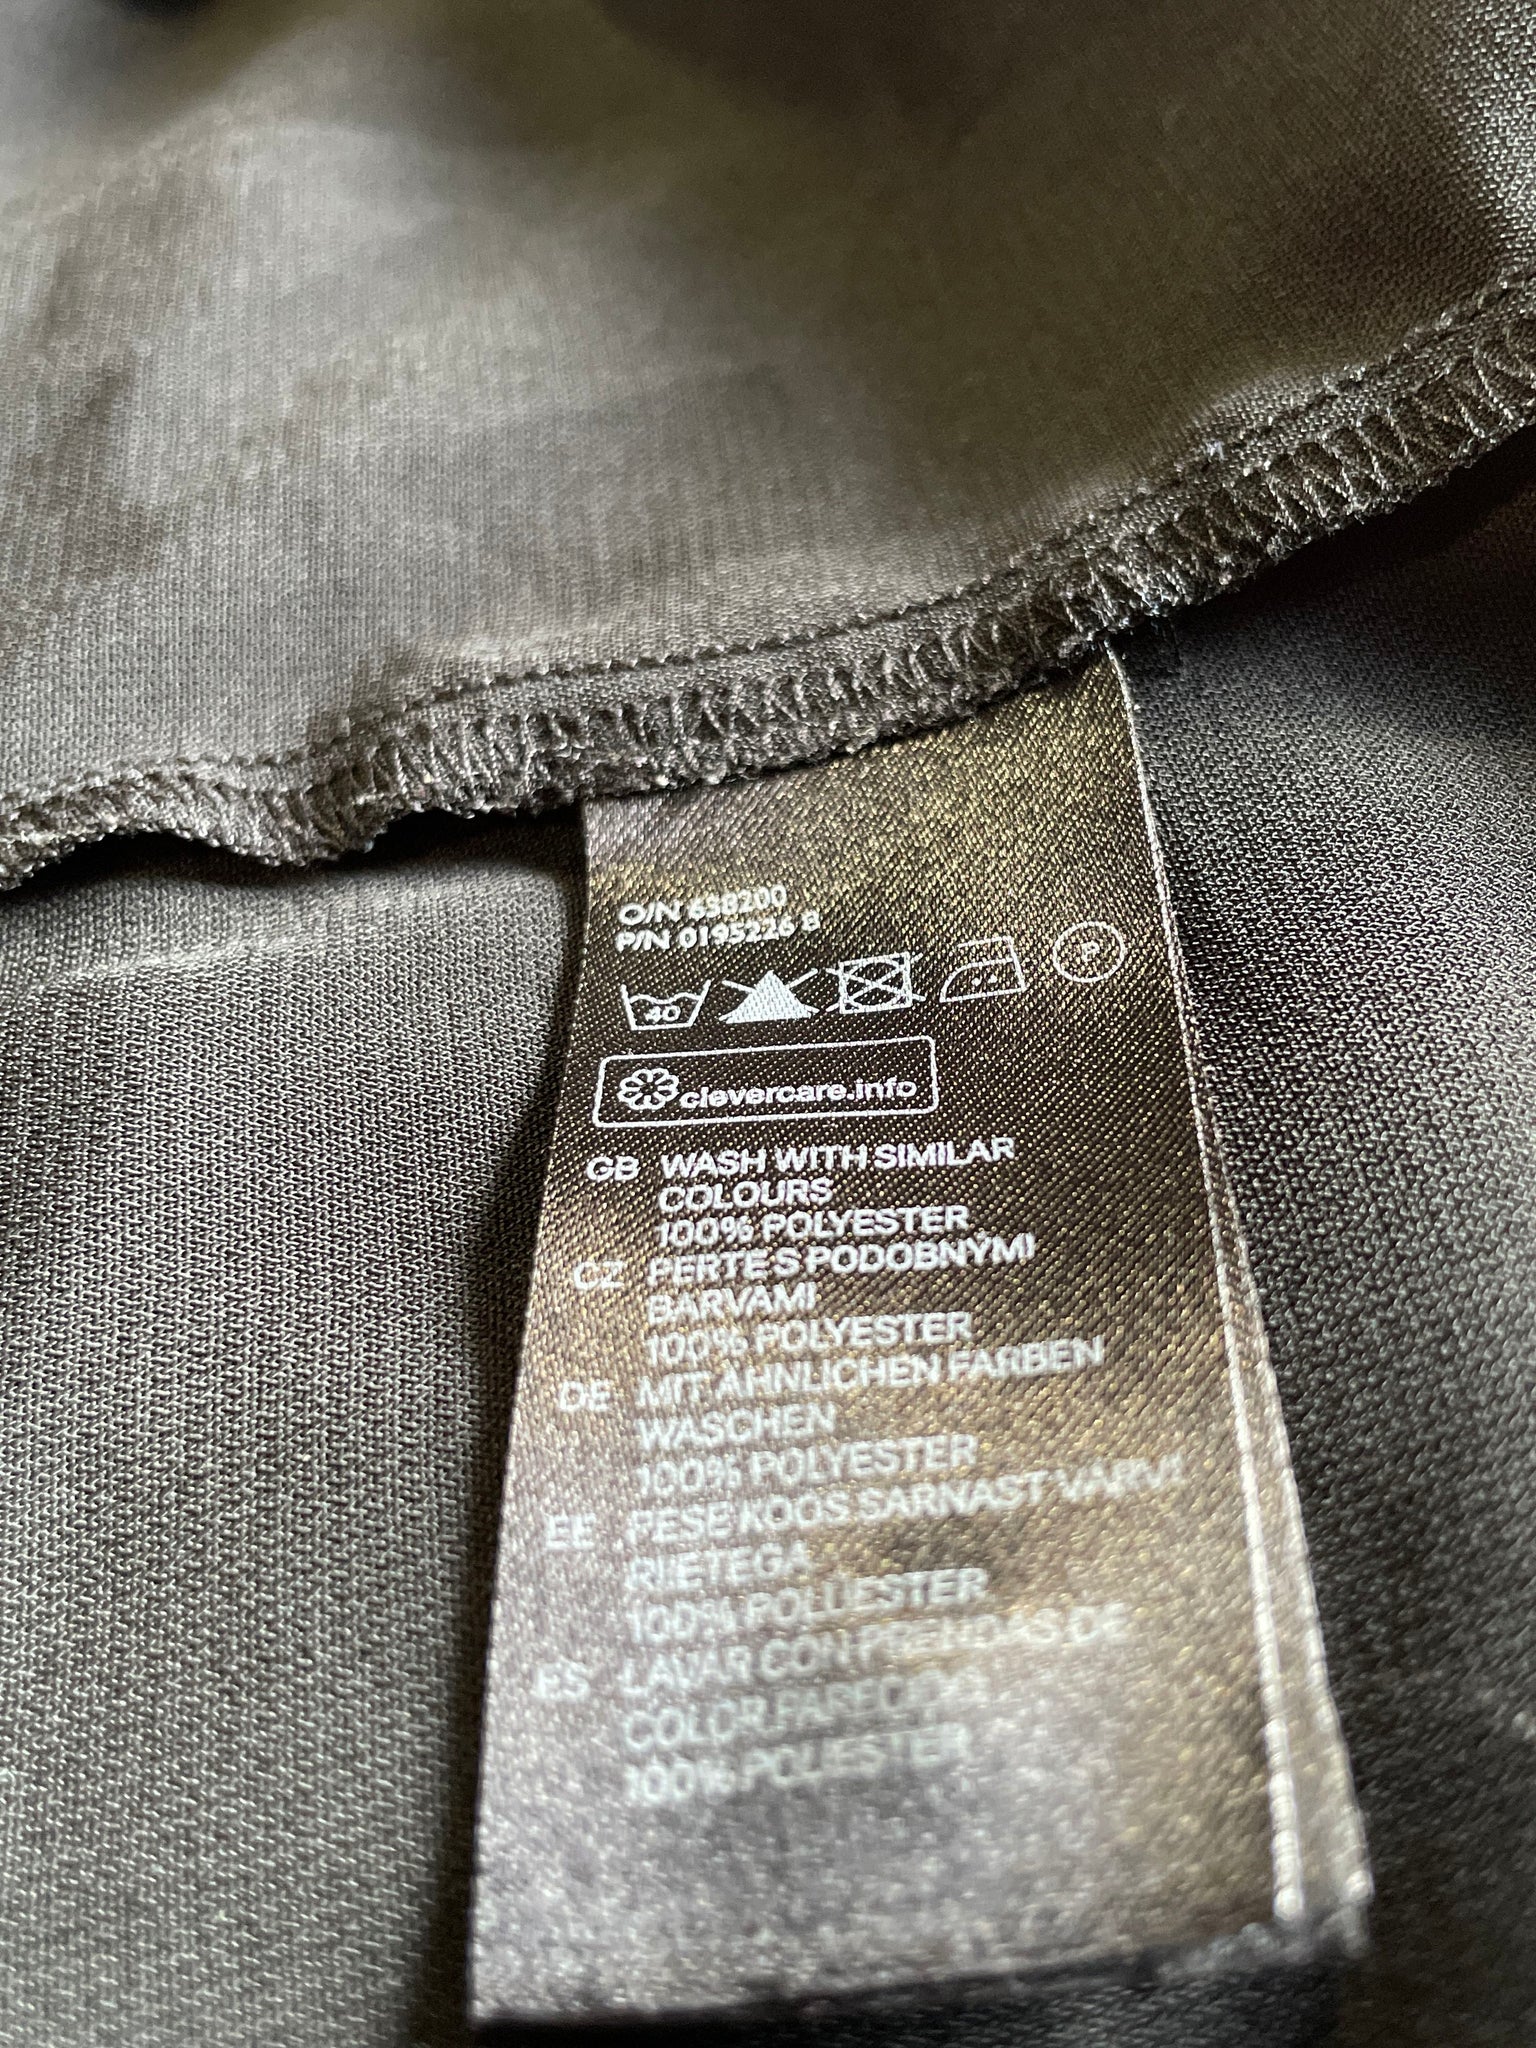 O/N 638200
P/N 0195226 B
40
P
clevercare.info
GB WASH WITH SIMILAR
COLOURS
100% POLYESTER
CZ PERTE S PODOBNÝMI
BARVAMI
100% POLYESTER
DE MIT ÄHNLICHEN FARBEN
WASCHEN
100% POLYESTER
EE PESE KOOS SARNAST VÄRVI
RIIETEGA
100% POLÜESTER
ES LAVAR CON PRENDAS DE
COLOR PARECIDO
100% POLIESTER